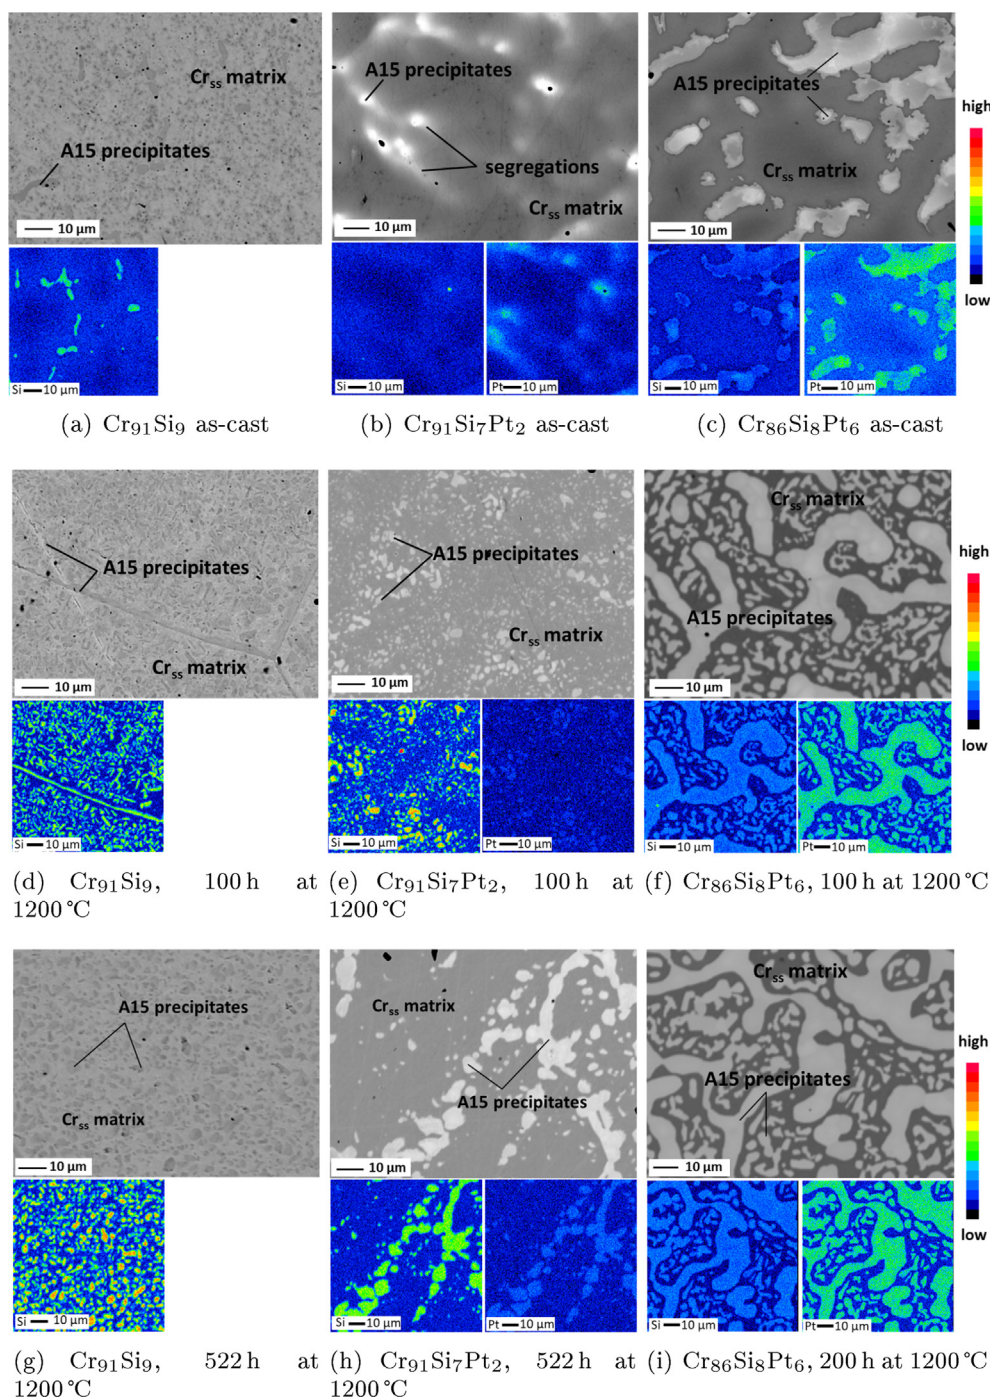 Cr_ss matrix
A15 precipitates
10 µm
A15 precipitates
segregations
Cr_ss matrix
10 µm
A15 precipitates
Cr_ss matrix
10 µm
high
low
Si 10 µm
Si 10 µm
Pt 10 µm
Si 10 µm
Pt 10 µm
(a) Cr₉₁Si₉ as-cast
(b) Cr₉₁Si₇Pt₂ as-cast
(c) Cr₈₆Si₈Pt₆ as-cast
A15 precipitates
Cr_ss matrix
10 µm
A15 precipitates
Cr_ss matrix
10 µm
Cr_ss matrix
A15 precipitates
10 µm
high
low
Si 10 µm
Si 10 µm
Pt 10 µm
Si 10 µm
Pt 10 µm
(d) Cr₉₁Si₉, 100 h at
1200 °C
(e) Cr₉₁Si₇Pt₂, 100 h at
1200 °C
(f) Cr₈₆Si₈Pt₆, 100 h at 1200 °C
A15 precipitates
Cr_ss matrix
10 µm
Cr_ss matrix
A15 precipitates
10 µm
Cr_ss matrix
A15 precipitates
10 µm
high
low
Si 10 µm
Si 10 µm
Pt 10 µm
Si 10 µm
Pt 10 µm
(g) Cr₉₁Si₉, 522 h at
1200 °C
(h) Cr₉₁Si₇Pt₂, 522 h at
1200 °C
(i) Cr₈₆Si₈Pt₆, 200 h at 1200 °C